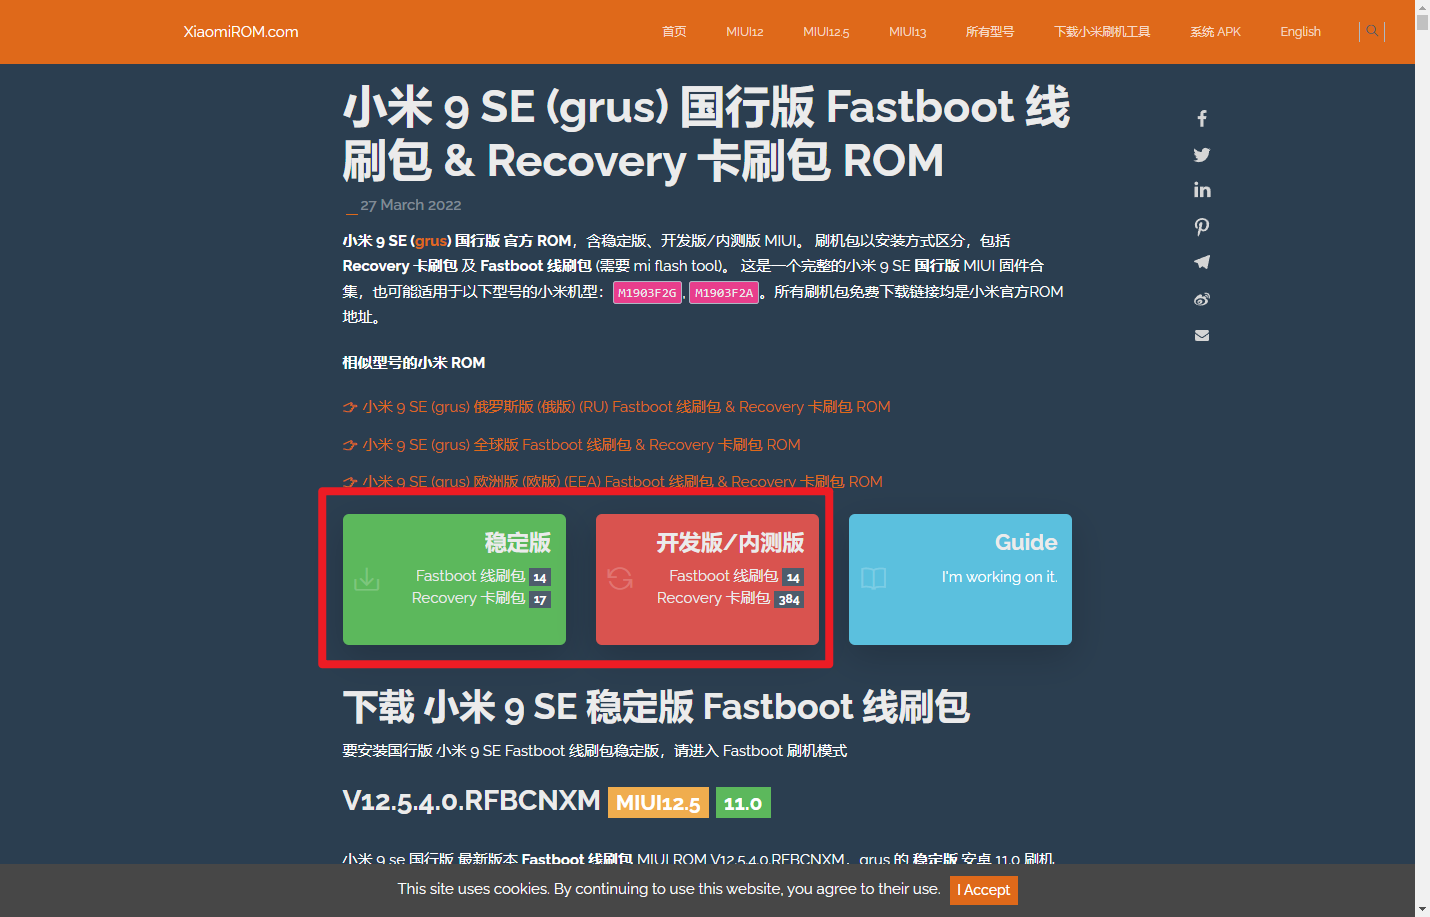 XiaomiROM.com
首页
MIUI12
MIUI12.5
MIUI13
所有型号
下载小米刷机工具
系统 APK
English
小米 9 SE (grus) 国行版 Fastboot 线
刷包 & Recovery 卡刷包 ROM
27 March 2022
小米 9 SE (grus) 国行版 官方 ROM，含稳定版、开发版/内测版 MIUI。 刷机包以安装方式区分，包括
Recovery 卡刷包 及 Fastboot 线刷包 (需要 mi flash tool)。 这是一个完整的小米 9 SE 国行版 MIUI 固件合
集，也可能适用于以下型号的小米机型： M1903F2G, M1903F2A 。所有刷机包免费下载链接均是小米官方ROM
地址。
相似型号的小米 ROM
小米 9 SE (grus) 俄罗斯版 (俄版) (RU) Fastboot 线刷包 & Recovery 卡刷包 ROM
小米 9 SE (grus) 全球版 Fastboot 线刷包 & Recovery 卡刷包 ROM
小米 9 SE (grus) 欧洲版 (欧版) (EEA) Fastboot 线刷包 & Recovery 卡刷包 ROM
稳定版
Fastboot 线刷包 14
Recovery 卡刷包 17
开发版/内测版
Fastboot 线刷包 14
Recovery 卡刷包 384
Guide
I'm working on it.
下载 小米 9 SE 稳定版 Fastboot 线刷包
要安装国行版 小米 9 SE Fastboot 线刷包稳定版，请进入 Fastboot 刷机模式
V12.5.4.0.RFBCNXM MIUI12.5 11.0
小米 9 se 国行版 最新版本 Fastboot 线刷包 MIUI ROM V12.5.4.0.RFBCNXM，grus 的 稳定版 安卓 11.0 刷机
This site uses cookies. By continuing to use this website, you agree to their use. I Accept